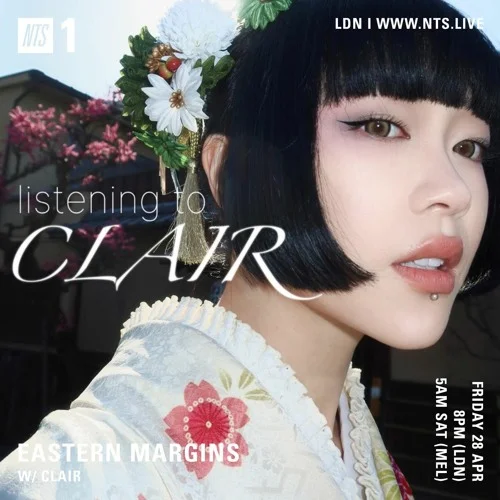 NTS 1
LDN | WWW.NTS.LIVE
listening to
CLAIR
EASTERN MARGINS
W/ CLAIR
FRIDAY 28 APR
8PM (LDN)
5AM SAT (MEL)